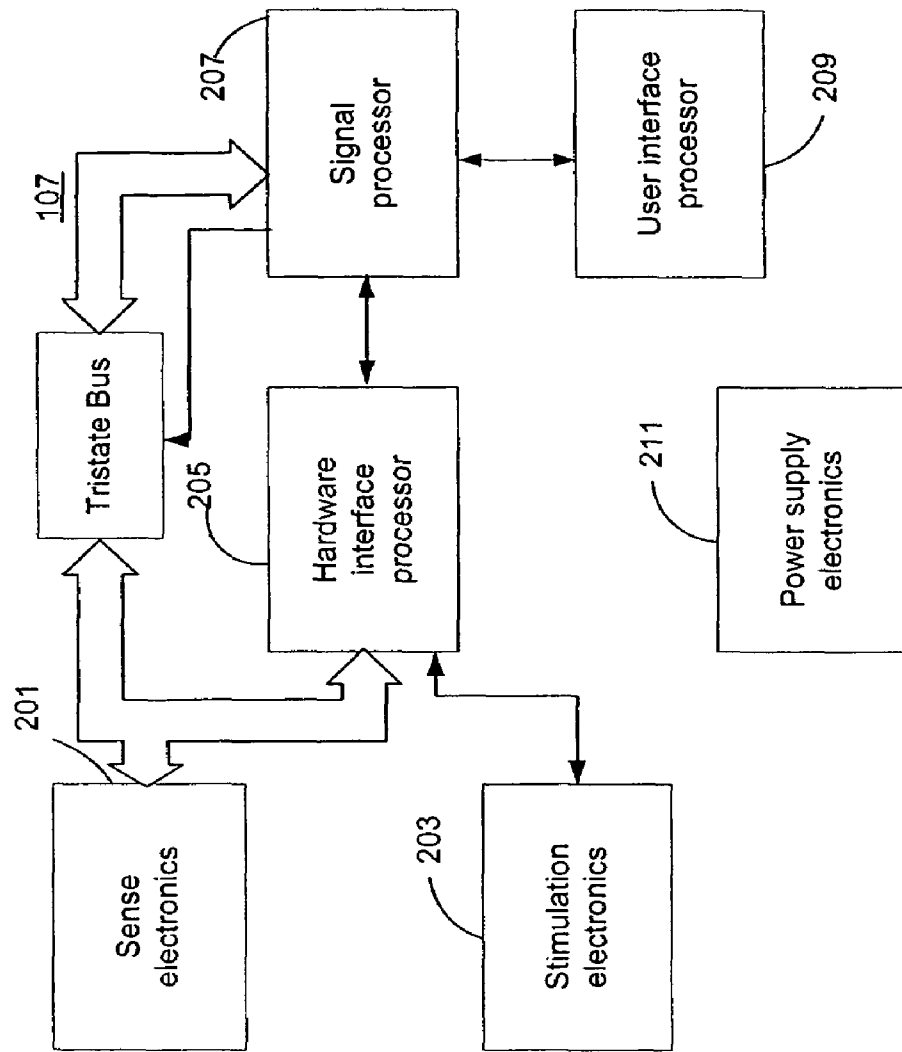 201
Sense
electronics
Tristate Bus
107
207
Signal
processor
205
Hardware
interface
processor
203
Stimulation
electronics
209
User interface
processor
211
Power supply
electronics